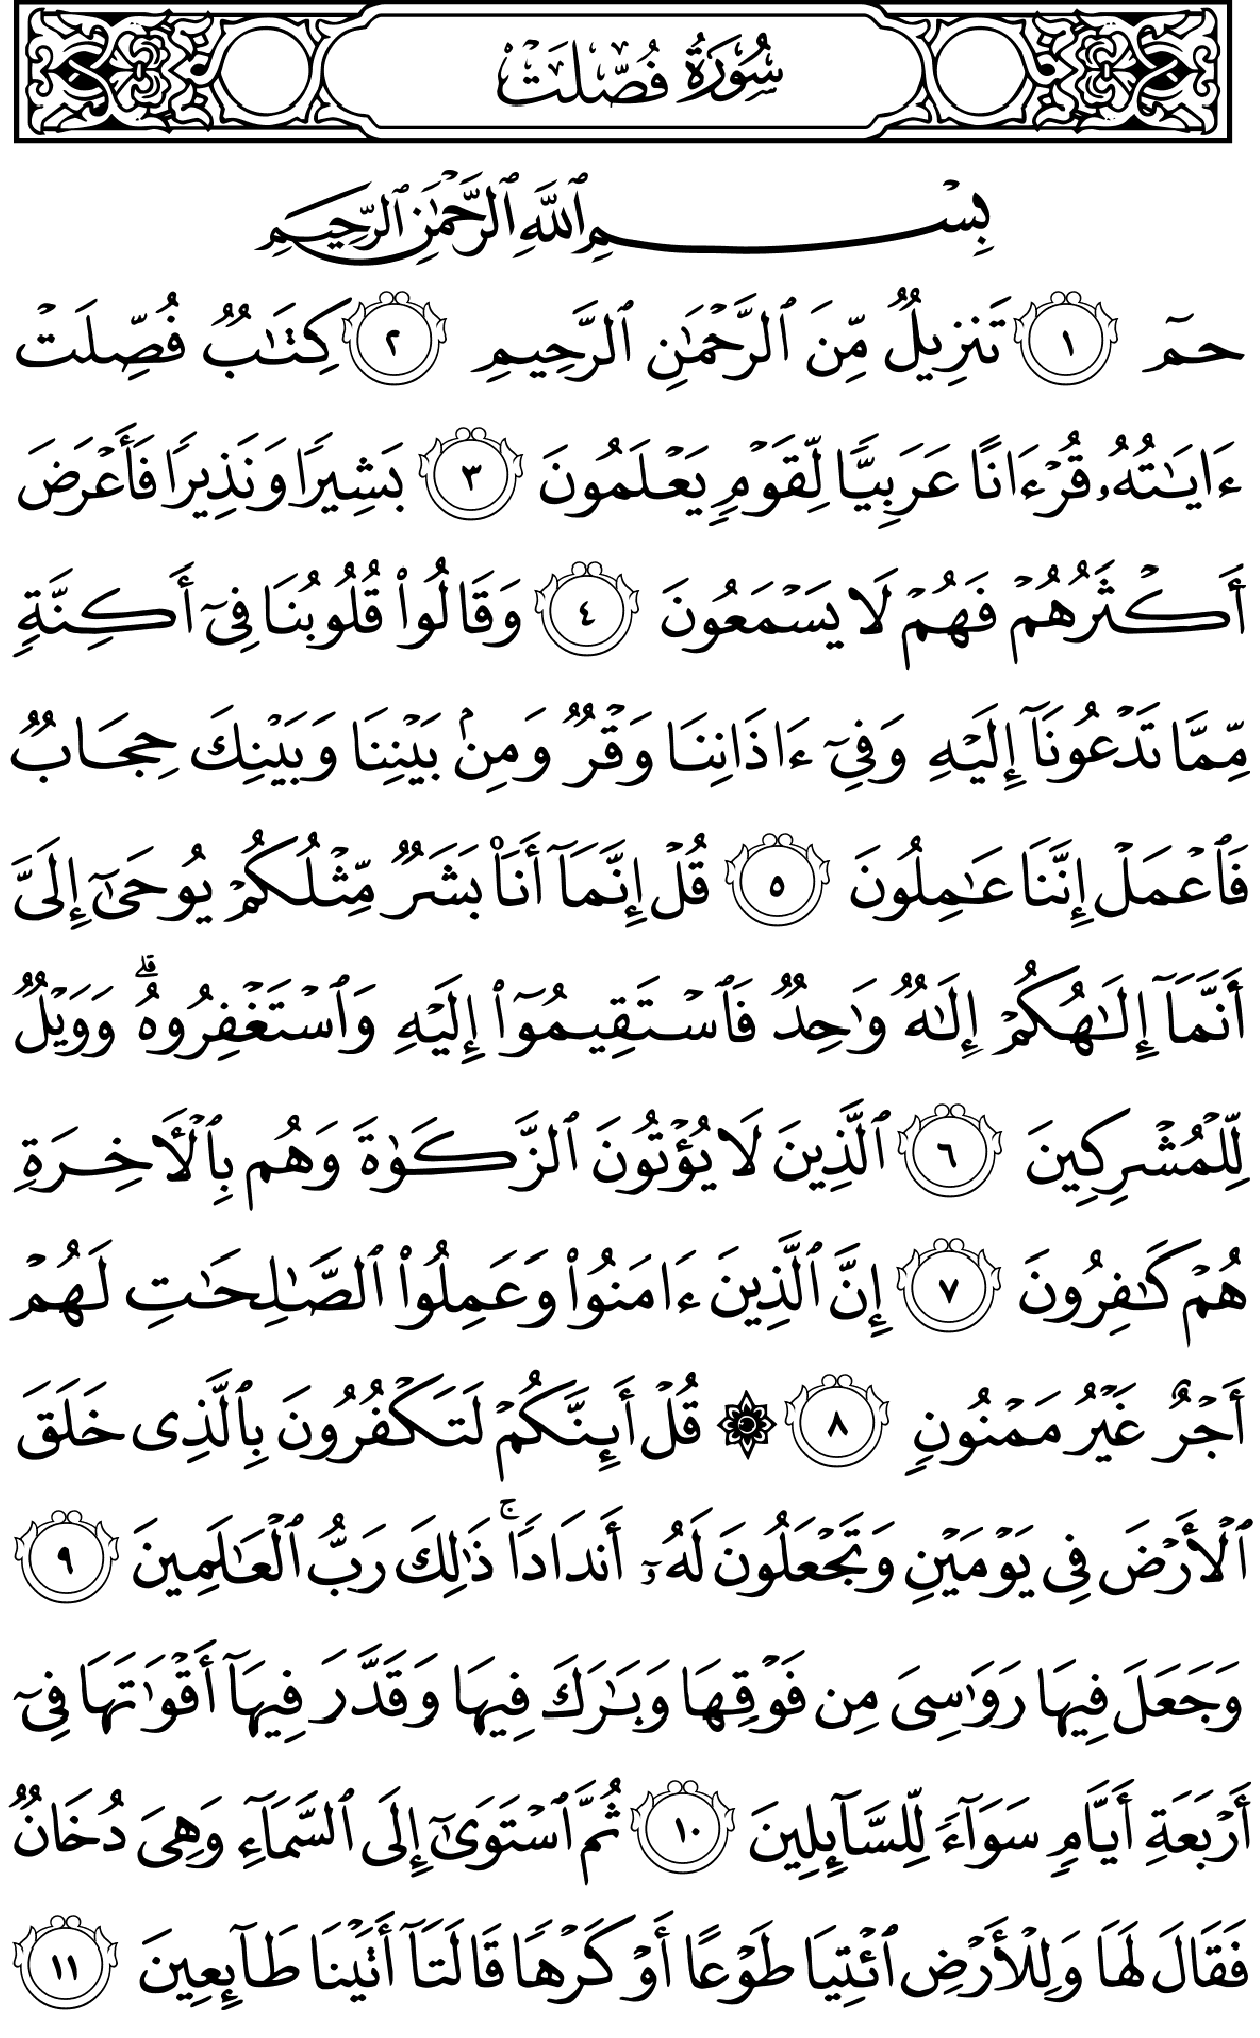 سُورَةُ فُصِّلَتۡ
بِسۡمِ ٱللَّهِ ٱلرَّحۡمَٰنِ ٱلرَّحِيمِ
حمٓ ١ تَنزِيلٞ مِّنَ ٱلرَّحۡمَٰنِ ٱلرَّحِيمِ ٢ كِتَٰبٞ فُصِّلَتۡ
ءَايَٰتُهُۥ قُرۡءَانًا عَرَبِيّٗا لِّقَوۡمٖ يَعۡلَمُونَ ٣ بَشِيرٗا وَنَذِيرٗا فَأَعۡرَضَ
أَكۡثَرُهُمۡ فَهُمۡ لَا يَسۡمَعُونَ ٤ وَقَالُواْ قُلُوبُنَا فِيٓ أَكِنَّةٖ
مِّمَّا تَدۡعُونَآ إِلَيۡهِ وَفِيٓ ءَاذَانِنَا وَقۡرٞ وَمِنۢ بَيۡنِنَا وَبَيۡنِكَ حِجَابٞ
فَٱعۡمَلۡ إِنَّنَا عَٰمِلُونَ ٥ قُلۡ إِنَّمَآ أَنَا۠ بَشَرٞ مِّثۡلُكُمۡ يُوحَىٰٓ إِلَيَّ
أَنَّمَآ إِلَٰهُكُمۡ إِلَٰهٞ وَٰحِدٞ فَٱسۡتَقِيمُوٓاْ إِلَيۡهِ وَٱسۡتَغۡفِرُوهُۗ وَوَيۡلٞ
لِّلۡمُشۡرِكِينَ ٦ ٱلَّذِينَ لَا يُؤۡتُونَ ٱلزَّكَوٰةَ وَهُم بِٱلۡأٓخِرَةِ
هُمۡ كَٰفِرُونَ ٧ إِنَّ ٱلَّذِينَ ءَامَنُواْ وَعَمِلُواْ ٱلصَّٰلِحَٰتِ لَهُمۡ
أَجۡرٌ غَيۡرُ مَمۡنُونٖ ٨ ۞ قُلۡ أَئِنَّكُمۡ لَتَكۡفُرُونَ بِٱلَّذِي خَلَقَ
ٱلۡأَرۡضَ فِي يَوۡمَيۡنِ وَتَجۡعَلُونَ لَهُۥٓ أَندَادٗاۚ ذَٰلِكَ رَبُّ ٱلۡعَٰلَمِينَ ٩
وَجَعَلَ فِيهَا رَوَٰسِيَ مِن فَوۡقِهَا وَبَٰرَكَ فِيهَا وَقَدَّرَ فِيهَآ أَقۡوَٰتَهَا فِيٓ
أَرۡبَعَةِ أَيَّامٖ سَوَآءٗ لِّلسَّآئِلِينَ ١٠ ثُمَّ ٱسۡتَوَىٰٓ إِلَى ٱلسَّمَآءِ وَهِيَ دُخَانٞ
فَقَالَ لَهَا وَلِلۡأَرۡضِ ٱئۡتِيَا طَوۡعًا أَوۡ كَرۡهٗا قَالَتَآ أَتَيۡنَا طَآئِعِينَ ١١